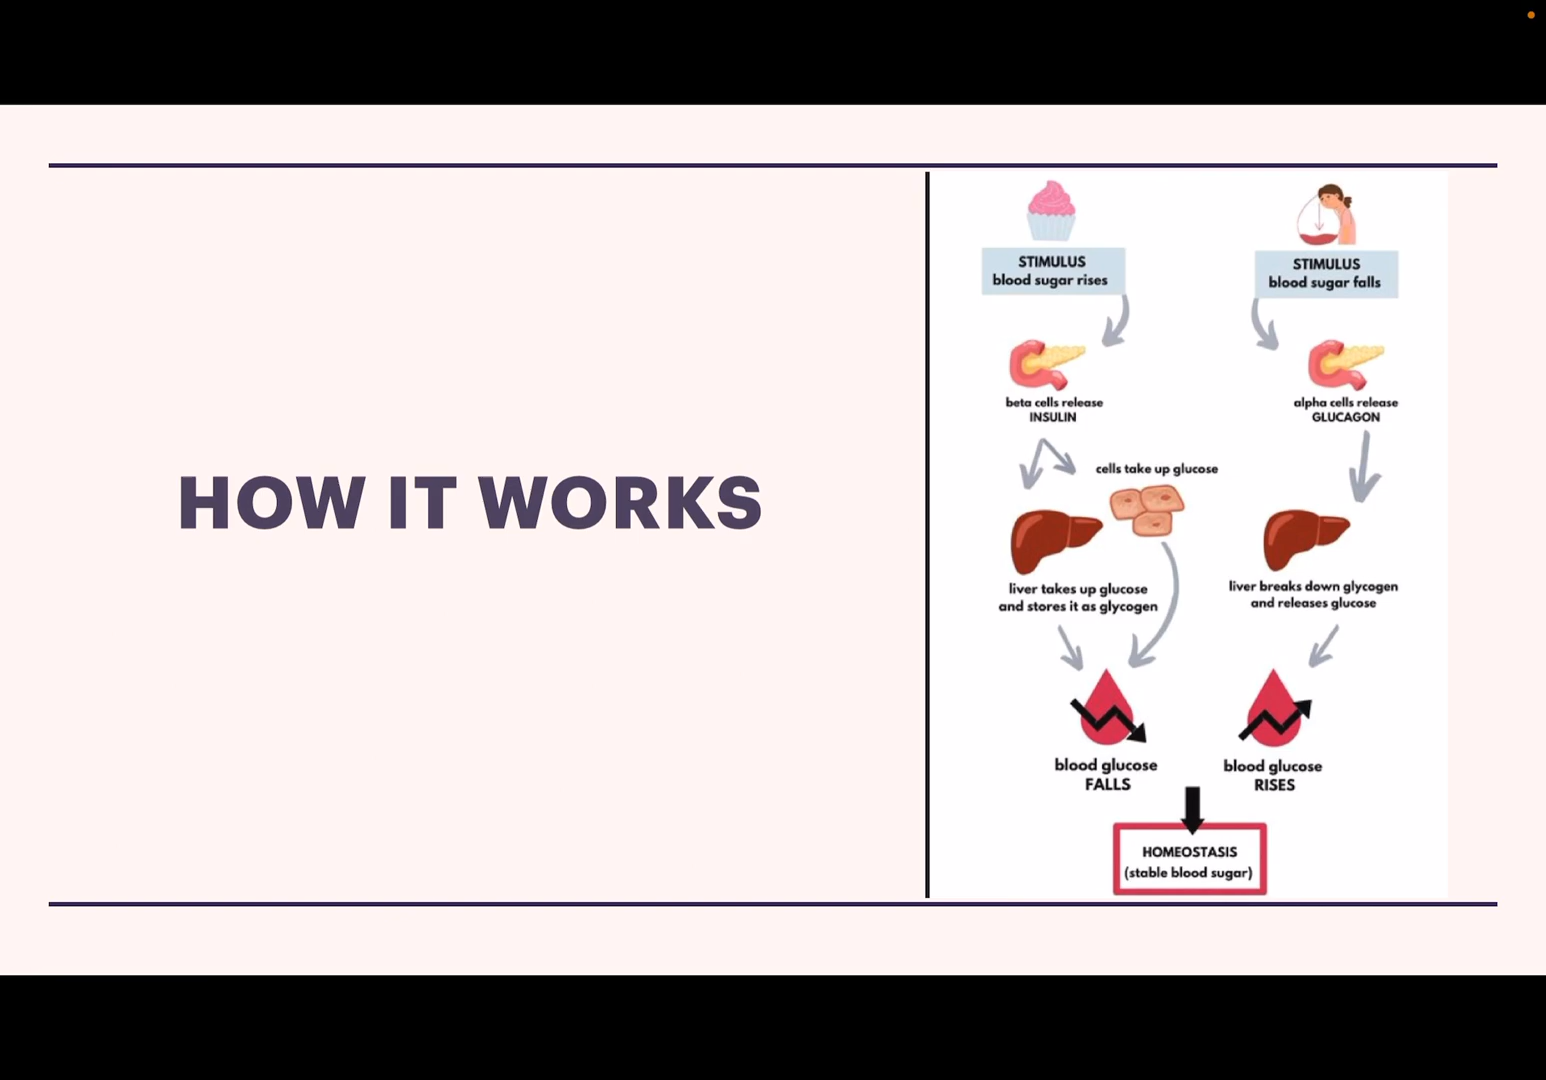 HOW IT WORKS
STIMULUS
blood sugar rises
beta cells release
INSULIN
cells take up glucose
liver takes up glucose
and stores it as glycogen
blood glucose
FALLS
STIMULUS
blood sugar falls
alpha cells release
GLUCAGON
liver breaks down glycogen
and releases glucose
blood glucose
RISES
HOMEOSTASIS
(stable blood sugar)